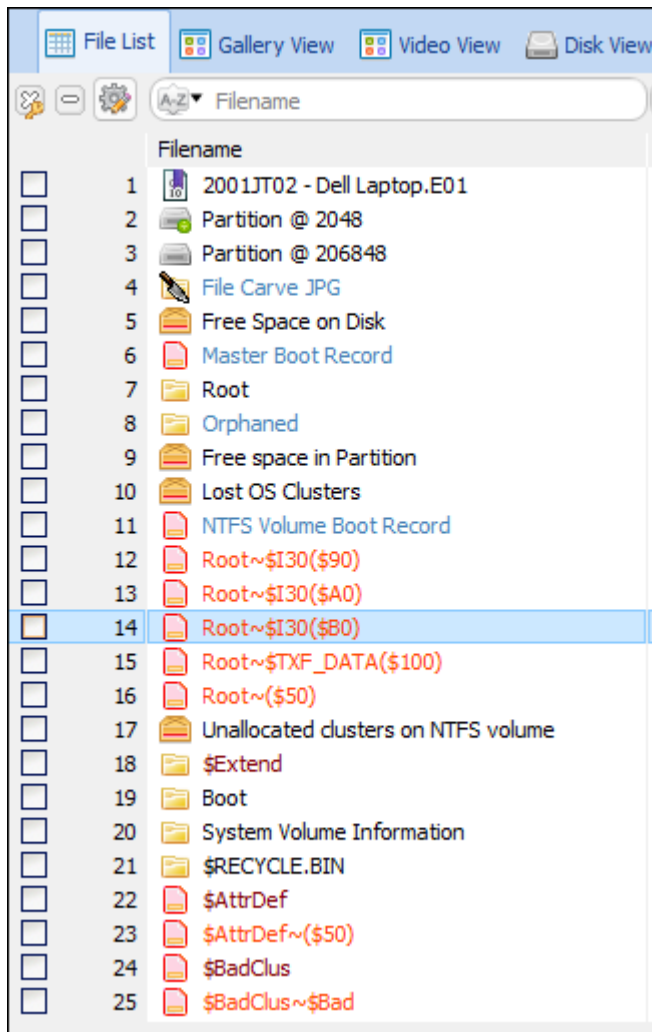 File List Gallery View Video View Disk View
A-Z Filename
Filename
1 2001JT02 - Dell Laptop.E01
2 Partition @ 2048
3 Partition @ 206848
4 File Carve JPG
5 Free Space on Disk
6 Master Boot Record
7 Root
8 Orphaned
9 Free space in Partition
10 Lost OS Clusters
11 NTFS Volume Boot Record
12 Root~$I30($90)
13 Root~$I30($A0)
14 Root~$I30($B0)
15 Root~$TXF_DATA($100)
16 Root~($50)
17 Unallocated clusters on NTFS volume
18 $Extend
19 Boot
20 System Volume Information
21 $RECYCLE.BIN
22 $AttrDef
23 $AttrDef~($50)
24 $BadClus
25 $BadClus~$Bad